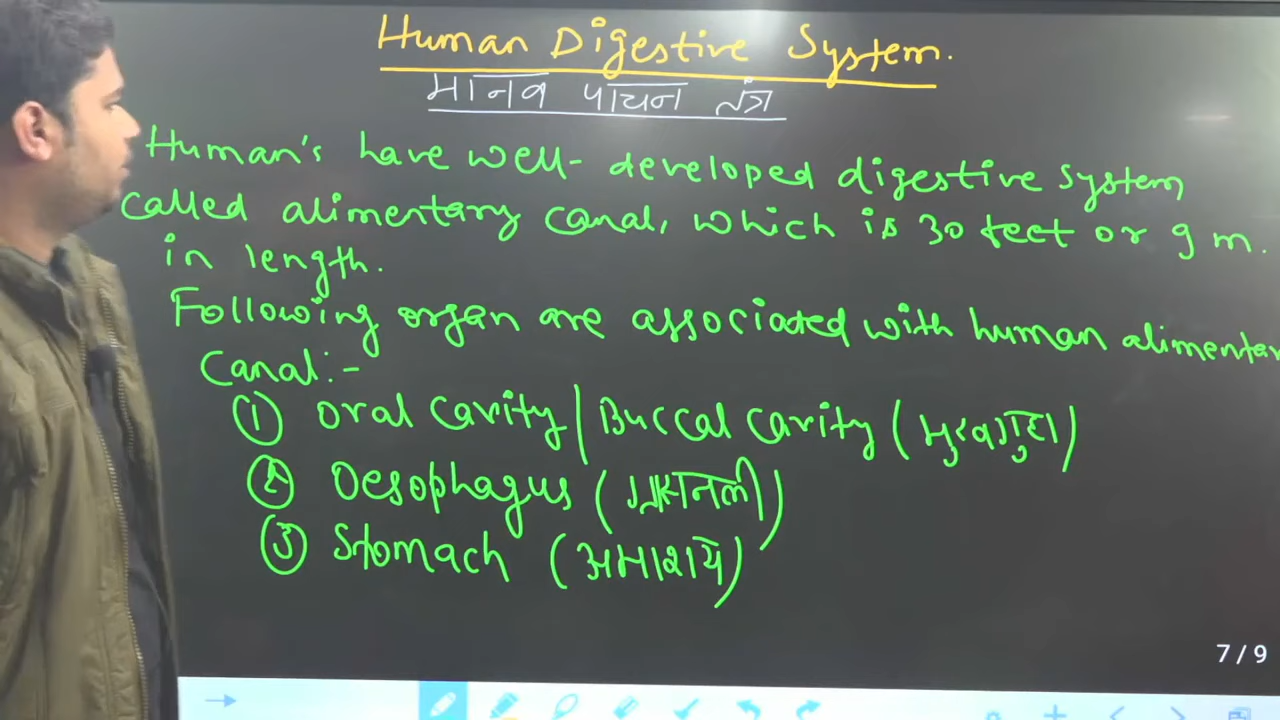 Human Digestive System.
मानव पाचन तंत्र
Human's have well- developed digestive system
called alimentary canal, which is 30 feet or 9 m.
in length.
Following organ are associated with human alimentar
Canal:-
① Oral Cavity/Buccal cavity (मुखगुहा)
② Oesophagus (ग्रासनली)
③ Stomach (अमाशय)
7/9